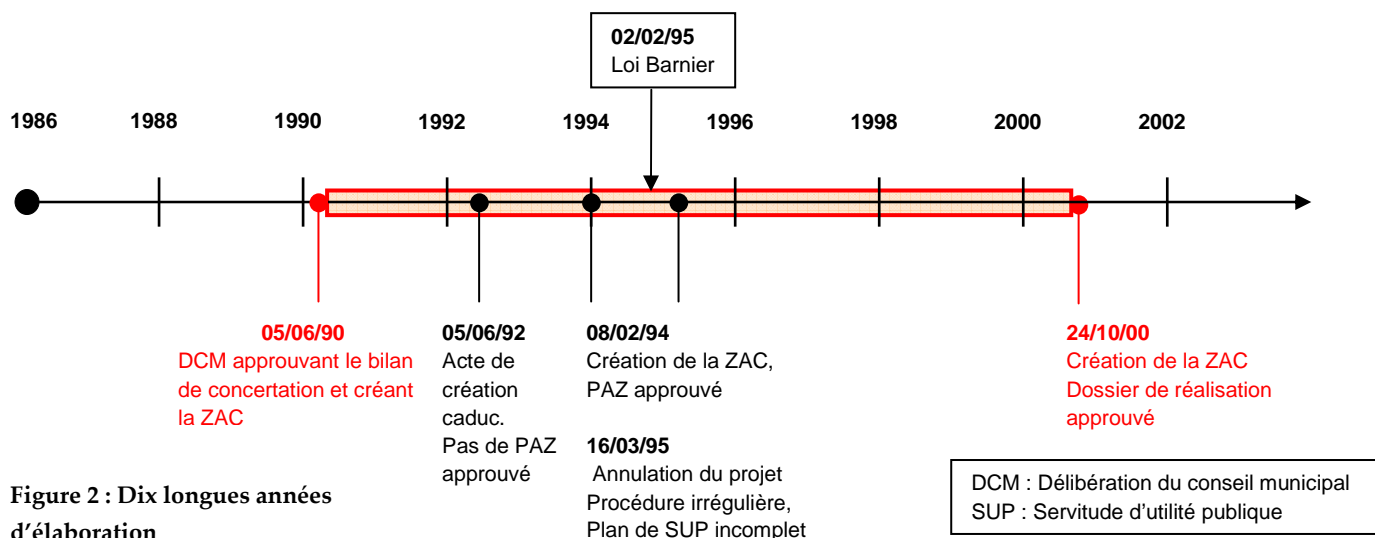 02/02/95
Loi Barnier
1986 1988 1990 1992 1994 1996 1998 2000 2002
05/06/90
DCM approuvant le bilan
de concertation et créant
la ZAC
05/06/92
Acte de
création
caduc.
Pas de PAZ
approuvé
08/02/94
Création de la ZAC,
PAZ approuvé
16/03/95
Annulation du projet
Procédure irrégulière,
Plan de SUP incomplet
24/10/00
Création de la ZAC
Dossier de réalisation
approuvé
DCM : Délibération du conseil municipal
SUP : Servitude d'utilité publique
Figure 2 : Dix longues années
d'élaboration